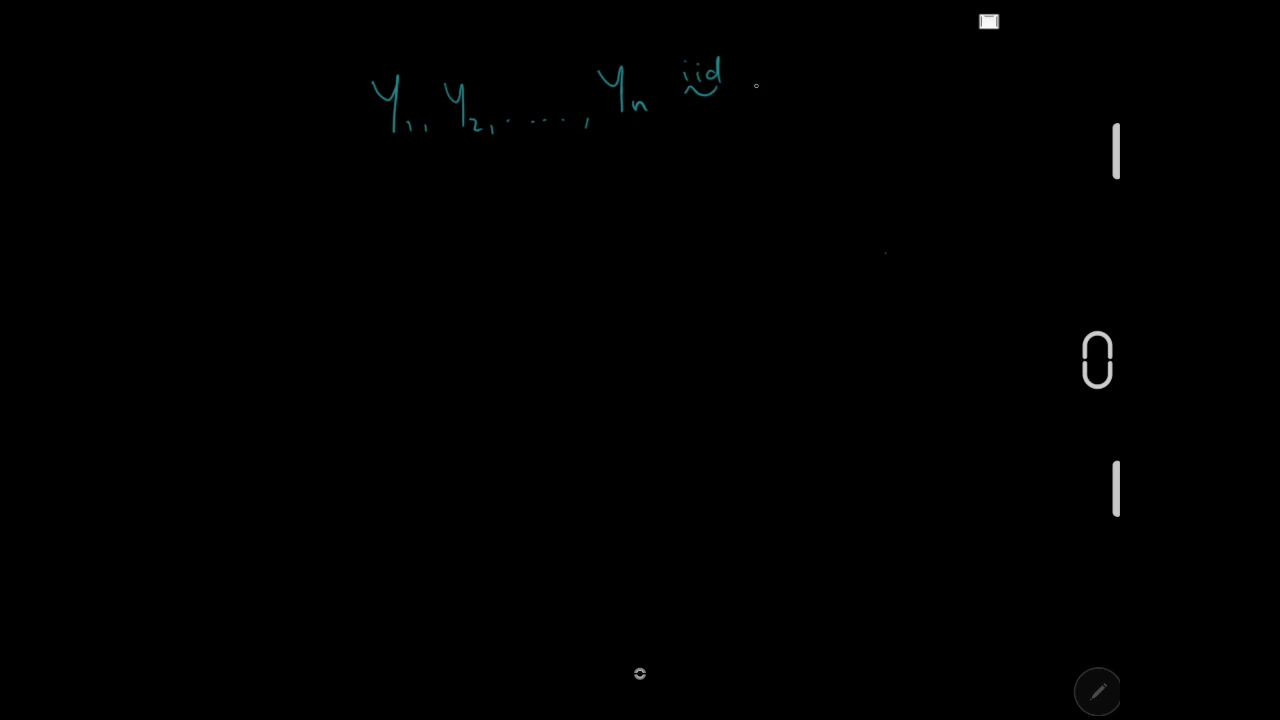 Y₁, Y₂, ....., Yₙ iid ~